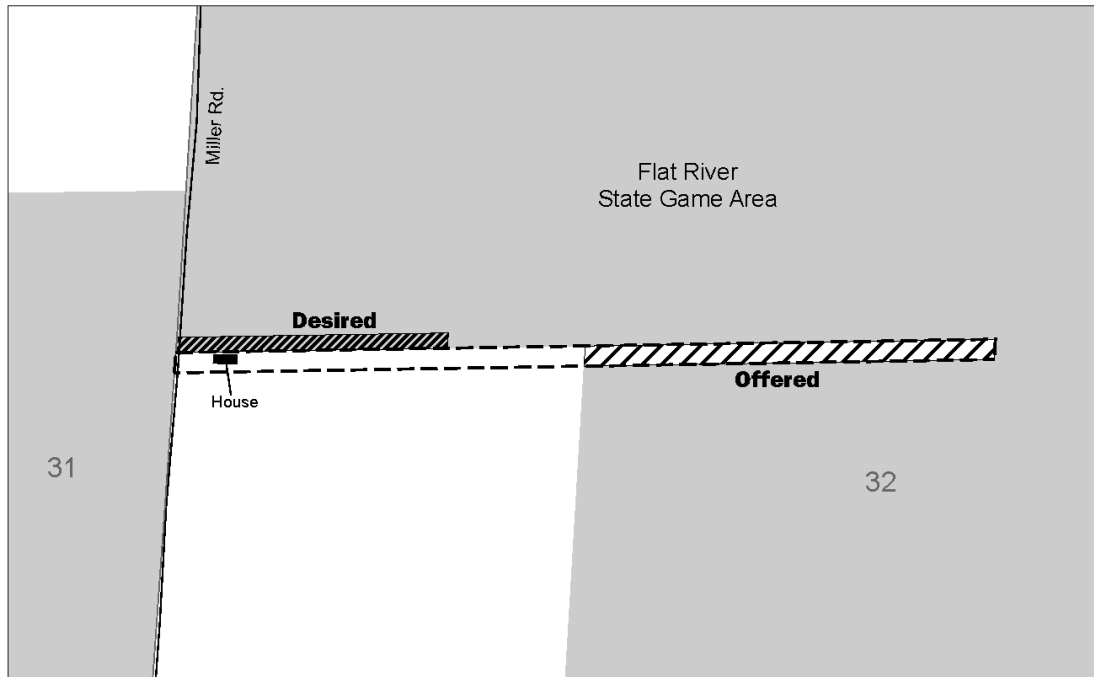 Miller Rd.
Flat River
State Game Area
Desired
Offered
House
31
32